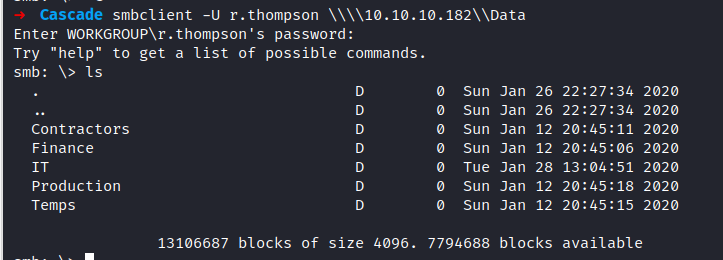 → Cascade smbclient -U r.thompson \\\\10.10.10.182\\Data
Enter WORKGROUP\r.thompson's password:
Try "help" to get a list of possible commands.
smb: \> ls
  .                                   D        0  Sun Jan 26 22:27:34 2020
  ..                                  D        0  Sun Jan 26 22:27:34 2020
  Contractors                         D        0  Sun Jan 12 20:45:11 2020
  Finance                             D        0  Sun Jan 12 20:45:06 2020
  IT                                  D        0  Tue Jan 28 13:04:51 2020
  Production                          D        0  Sun Jan 12 20:45:18 2020
  Temps                               D        0  Sun Jan 12 20:45:15 2020
13106687 blocks of size 4096. 7794688 blocks available
smb: \>